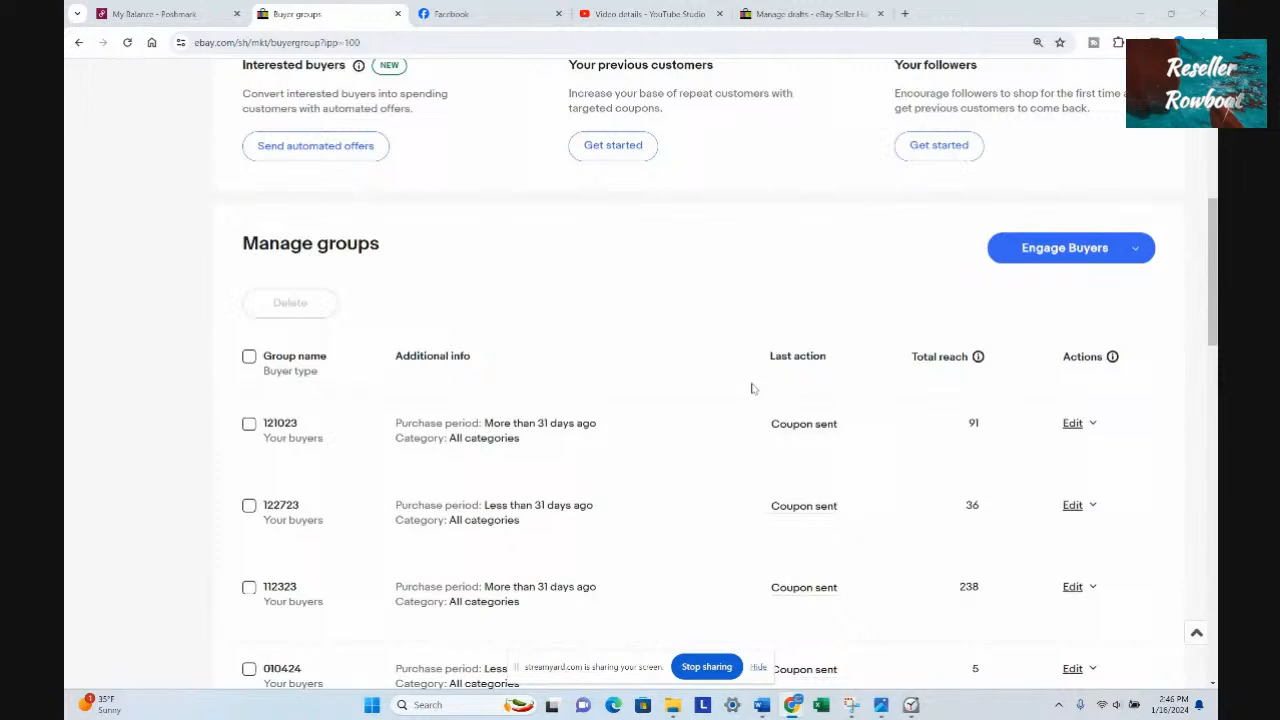 My Balance - Poshmark
Buyer groups
Facebook
Video details - YouTube Studio
Manage drafts - eBay Seller Hu
ebay.com/sh/mkt/buyergroup?ipp=100
Reseller
Rowboat
Interested buyers NEW
Convert interested buyers into spending
customers with automated offers.
Send automated offers
Your previous customers
Increase your base of repeat customers with
targeted coupons.
Get started
Your followers
Encourage followers to shop for the first time
get previous customers to come back.
Get started
Manage groups
Engage Buyers
Delete
Group name
Buyer type
Additional info
Last action
Total reach
Actions
121023
Your buyers
Purchase period: More than 31 days ago
Category: All categories
Coupon sent
91
Edit
122723
Your buyers
Purchase period: Less than 31 days ago
Category: All categories
Coupon sent
36
Edit
112323
Your buyers
Purchase period: More than 31 days ago
Category: All categories
Coupon sent
238
Edit
010424
Your buyers
Purchase period: Less
Category: All categories
Coupon sent
5
Edit
streamyard.com is sharing your screen.
Stop sharing
Hide
1
35°F
Sunny
Search
2:46 PM
1/16/2024